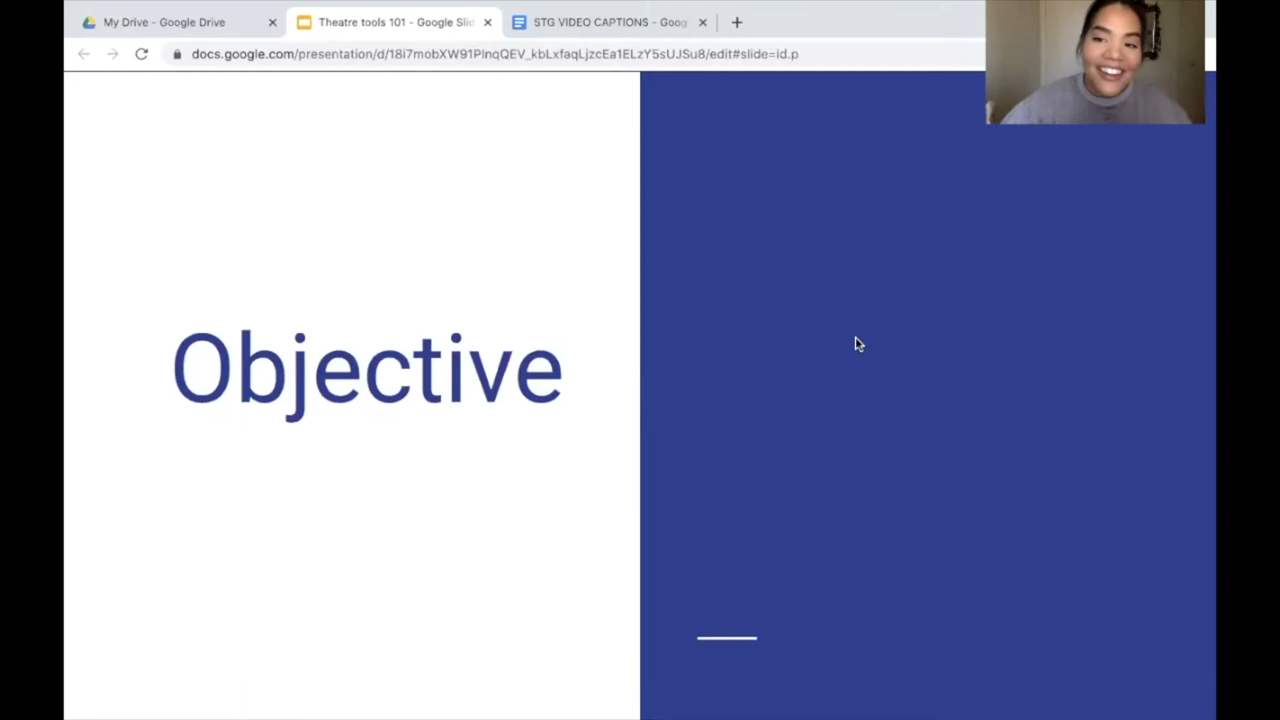 My Drive - Google Drive
Theatre tools 101 - Google Slid
STG VIDEO CAPTIONS - Goog
docs.google.com/presentation/d/18i7mobXW91PlnqQEV_kbLxfaqLjzcEa1ELzY5sUJSu8/edit#slide=id.p
Objective